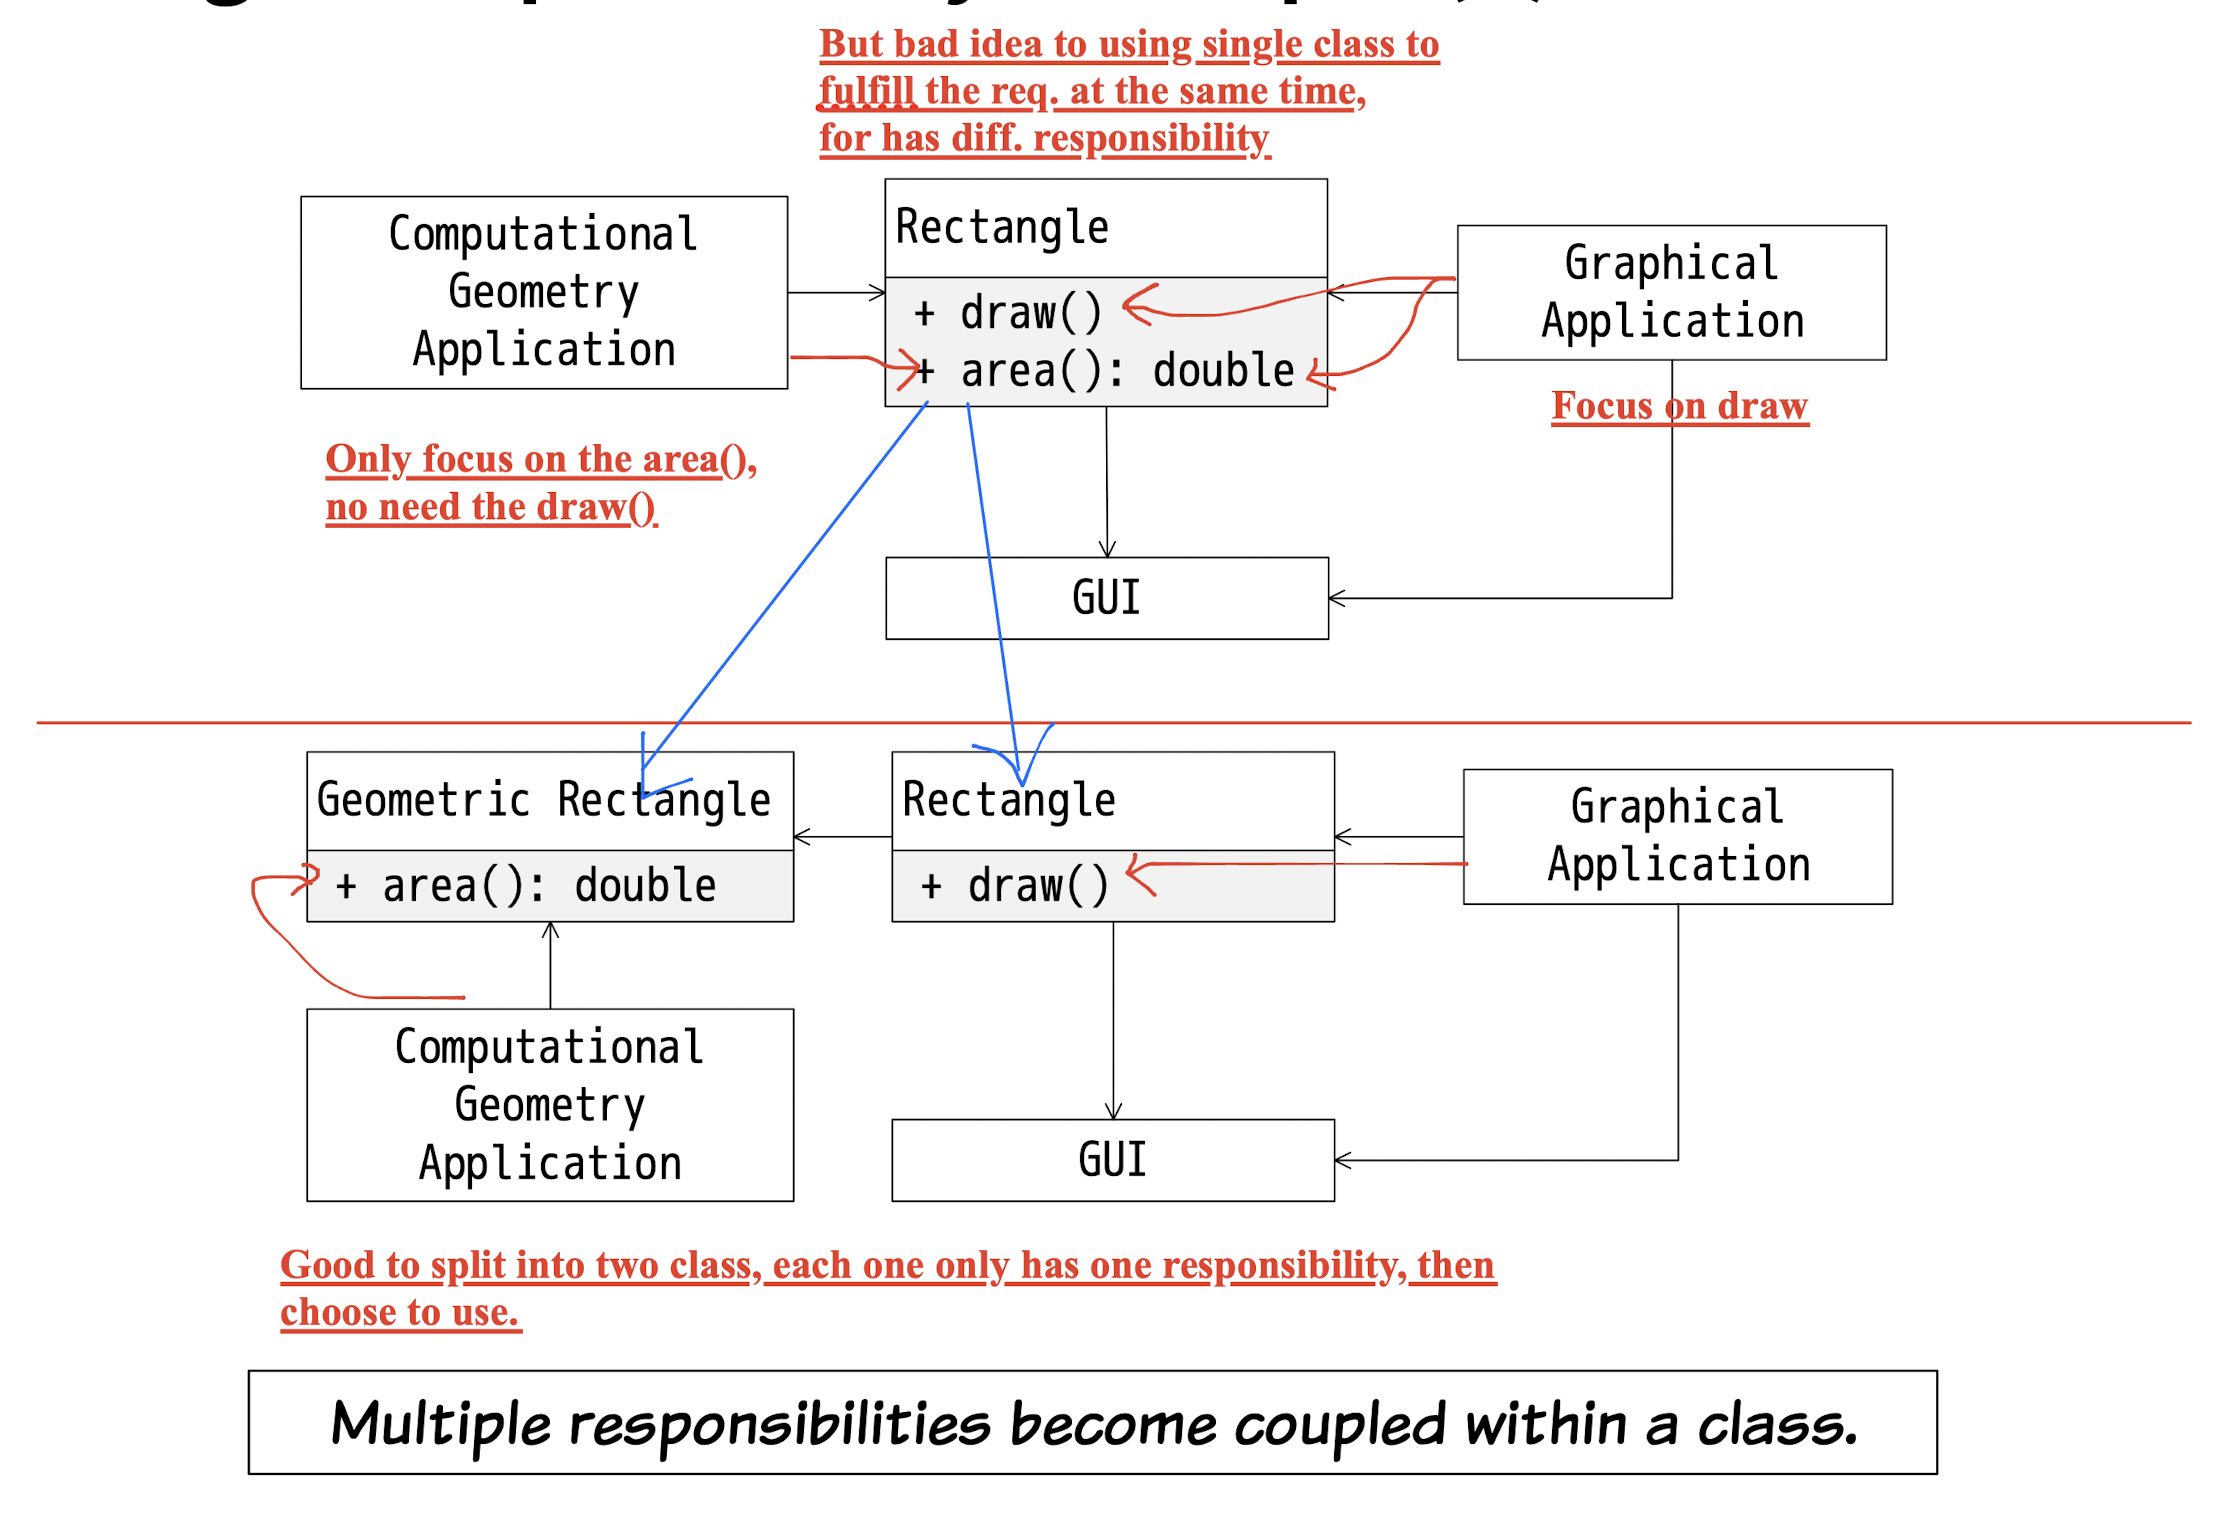 But bad idea to using single class to
fulfill the req. at the same time,
for has diff. responsibility
Computational
Geometry
Application
Rectangle
+ draw()
+ area(): double
Graphical
Application
Focus on draw
Only focus on the area(),
no need the draw()
GUI
Geometric Rectangle
+ area(): double
Rectangle
+ draw()
Graphical
Application
Computational
Geometry
Application
GUI
Good to split into two class, each one only has one responsibility, then
choose to use.
Multiple responsibilities become coupled within a class.